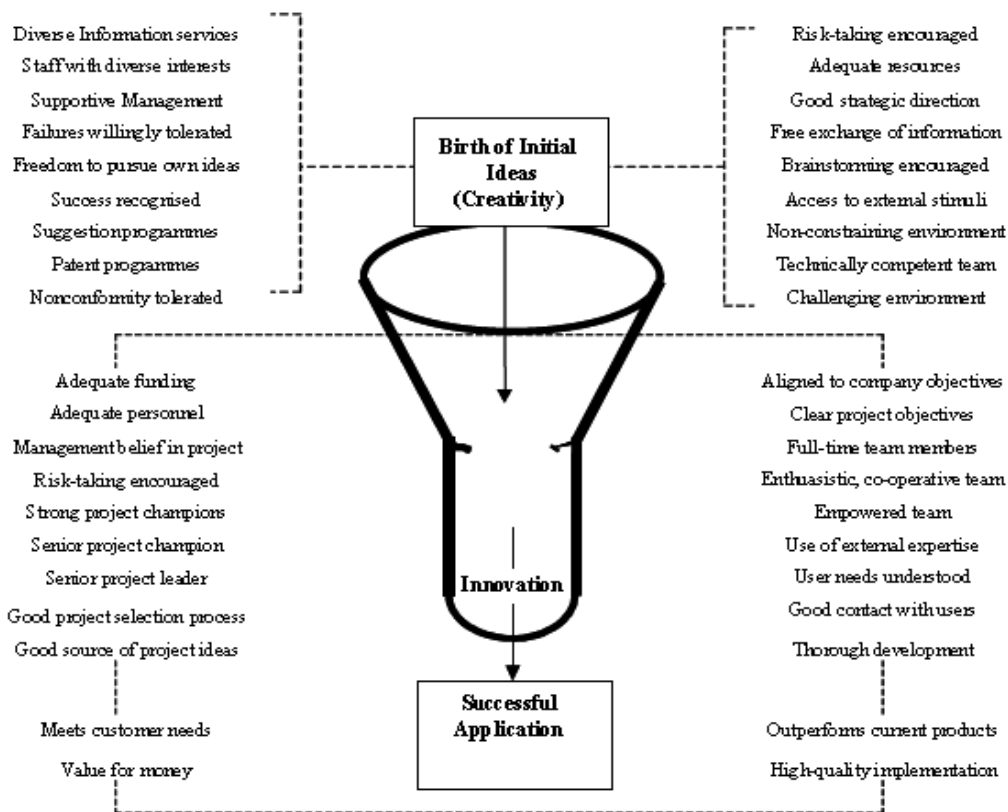 Diverse Information services
Staff with diverse interests
Supportive Management
Failures willingly tolerated
Freedom to pursue own ideas
Success recognised
Suggestion programmes
Patent programmes
Nonconformity tolerated
Birth of Initial
Ideas
(Creativity)
Risk-taking encouraged
Adequate resources
Good strategic direction
Free exchange of information
Brainstorming encouraged
Access to external stimuli
Non-constraining environment
Technically competent team
Challenging environment
Adequate funding
Adequate personnel
Management belief in project
Risk-taking encouraged
Strong project champions
Senior project champion
Senior project leader
Good project selection process
Good source of project ideas
Meets customer needs
Value for money
Innovation
Successful
Application
Aligned to company objectives
Clear project objectives
Full-time team members
Enthuasistic, co-operative team
Empowered team
Use of external expertise
User needs understood
Good contact with users
Thorough development
Outperforms current products
High-quality implementation